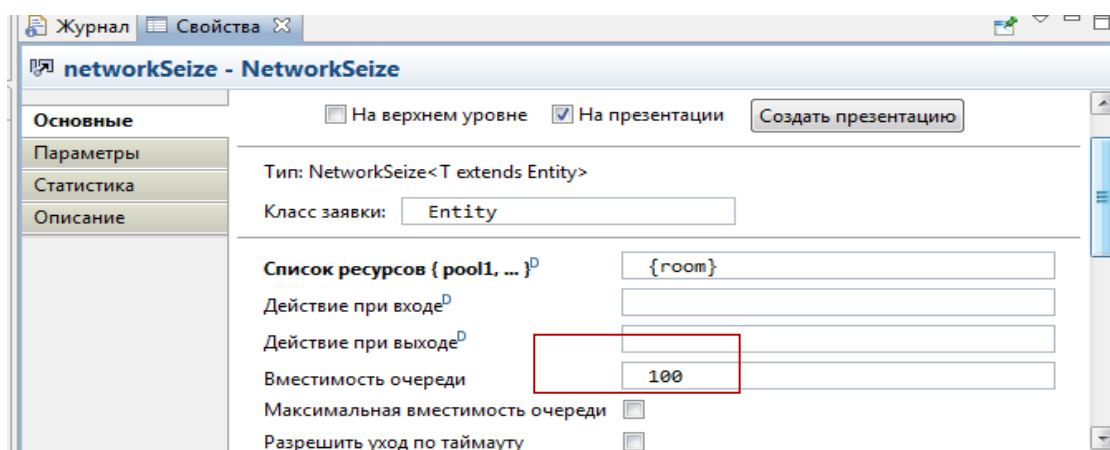 Журнал Свойства
networkSeize - NetworkSeize
Основные
Параметры
Статистика
Описание
На верхнем уровне На презентации Создать презентацию
Тип: NetworkSeize<T extends Entity>
Класс заявки: Entity
Список ресурсов { pool1, ... }D {room}
Действие при входеD
Действие при выходеD
Вместимость очереди 100
Максимальная вместимость очереди
Разрешить уход по таймауту